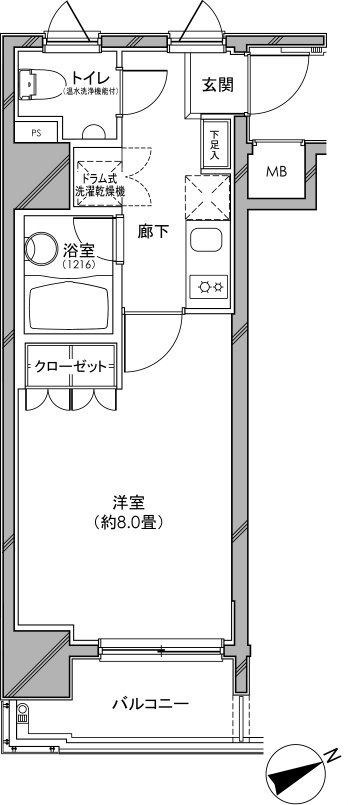 トイレ
(温水洗浄機能付)
玄関
PS
下足入
MB
ドラム式
洗濯乾燥機
廊下
浴室
(1216)
クローゼット
洋室
(約8.0畳)
バルコニー
N